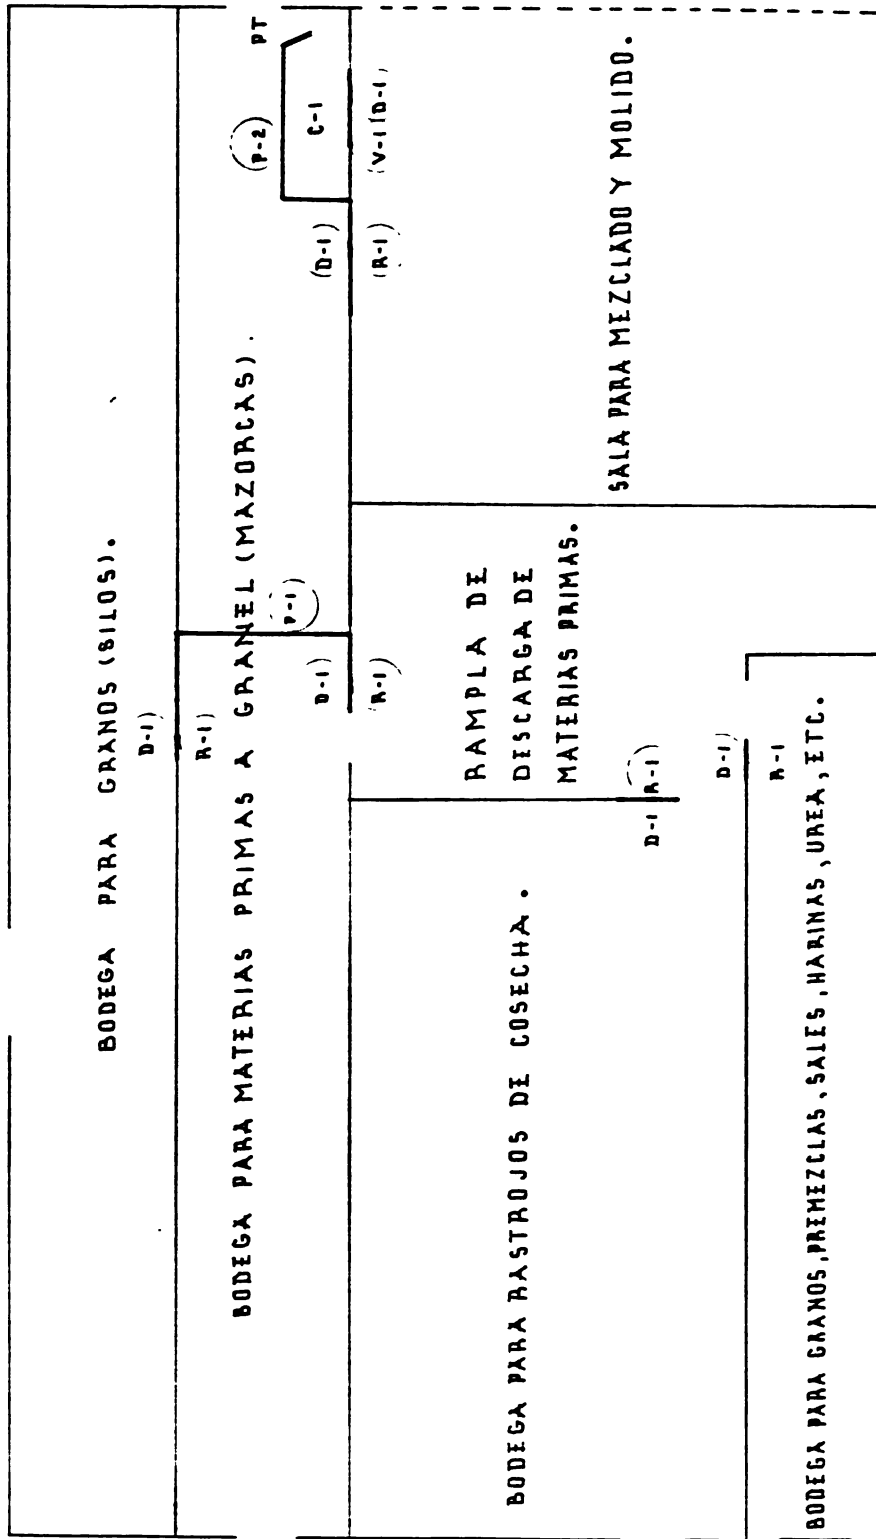 BODEGA PARA GRANOS (SILOS).
D-1)
R-1)
BODEGA PARA MATERIAS PRIMAS A GRANEL (MAZORCAS).
(P-1)
D-1)
(R-1)
PT
(P-2)
C-1
(D-1)
(R-1)
(V-1)(D-1)
RAMPLA DE
DESCARGA DE
MATERIAS PRIMAS.
SALA PARA MEZCLADO Y MOLIDO.
BODEGA PARA RASTROJOS DE COSECHA.
D-1
(R-1)
D-1)
R-1
BODEGA PARA GRANOS, PREMEZCLAS, SALES, HARINAS, UREA, ETC.